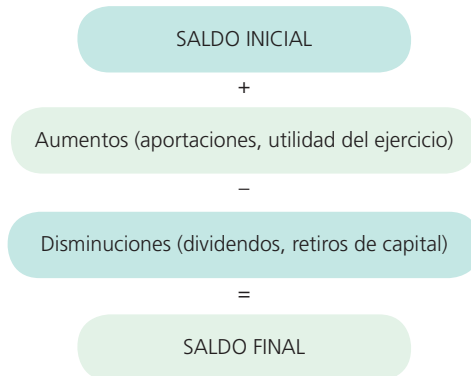 SALDO INICIAL
+
Aumentos (aportaciones, utilidad del ejercicio)
–
Disminuciones (dividendos, retiros de capital)
=
SALDO FINAL